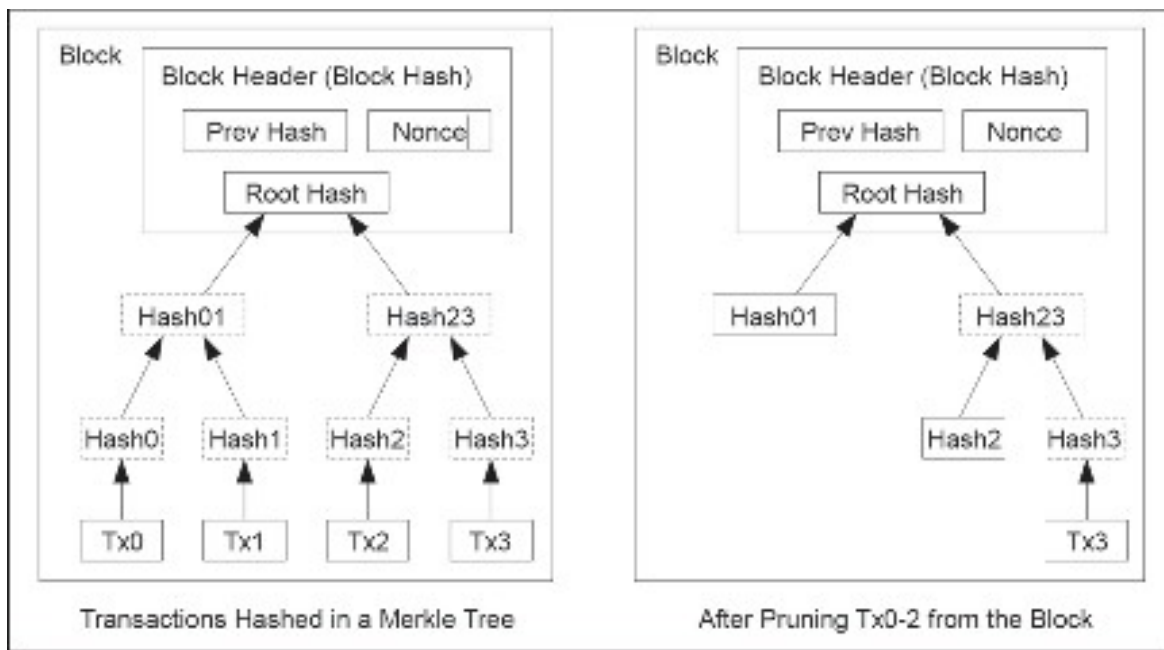 Block
Block Header (Block Hash)
Prev Hash
Nonce
Root Hash
Hash01
Hash23
Hash0
Hash1
Hash2
Hash3
Tx0
Tx1
Tx2
Tx3
Transactions Hashed in a Merkle Tree
Block
Block Header (Block Hash)
Prev Hash
Nonce
Root Hash
Hash01
Hash23
Hash2
Hash3
Tx3
After Pruning Tx0-2 from the Block